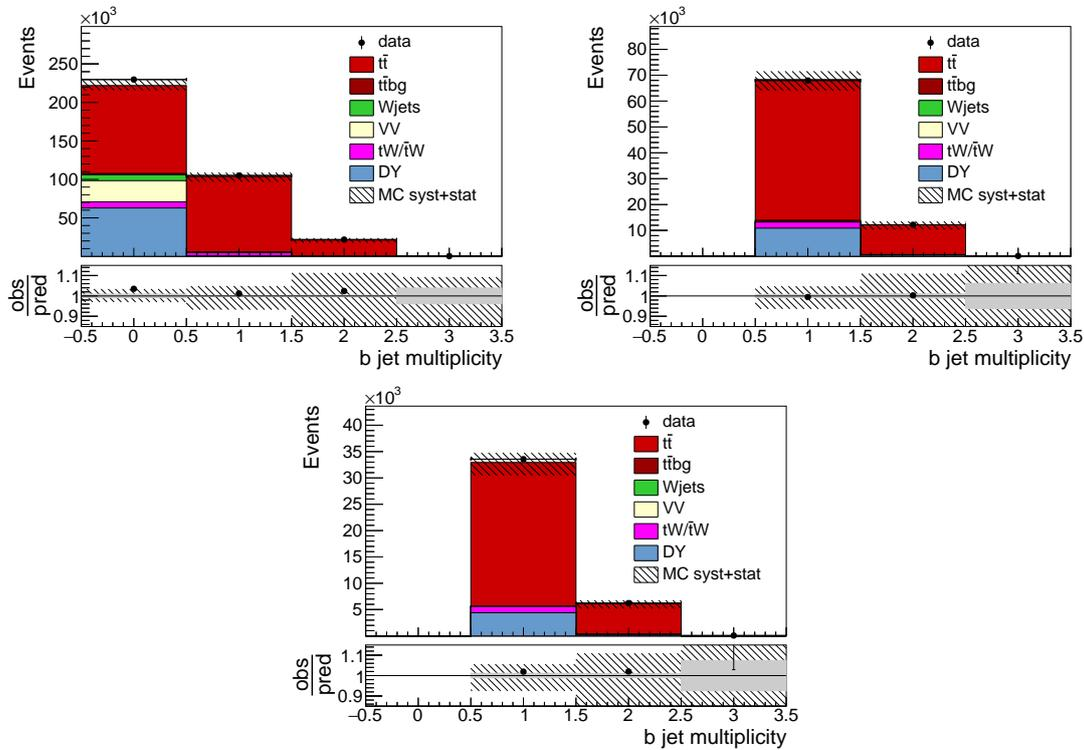 ×10³
Events
250
200
150
100
50
data
tt̄
tt̄bg
Wjets
VV
tW/t̄W
DY
MC syst+stat
obs
pred
1.1
1
0.9
−0.5 0 0.5 1 1.5 2 2.5 3 3.5
b jet multiplicity
×10³
Events
80
70
60
50
40
30
20
10
data
tt̄
tt̄bg
Wjets
VV
tW/t̄W
DY
MC syst+stat
obs
pred
1.1
1
0.9
−0.5 0 0.5 1 1.5 2 2.5 3 3.5
b jet multiplicity
×10³
Events
40
35
30
25
20
15
10
5
data
tt̄
tt̄bg
Wjets
VV
tW/t̄W
DY
MC syst+stat
obs
pred
1.1
1
0.9
−0.5 0 0.5 1 1.5 2 2.5 3 3.5
b jet multiplicity